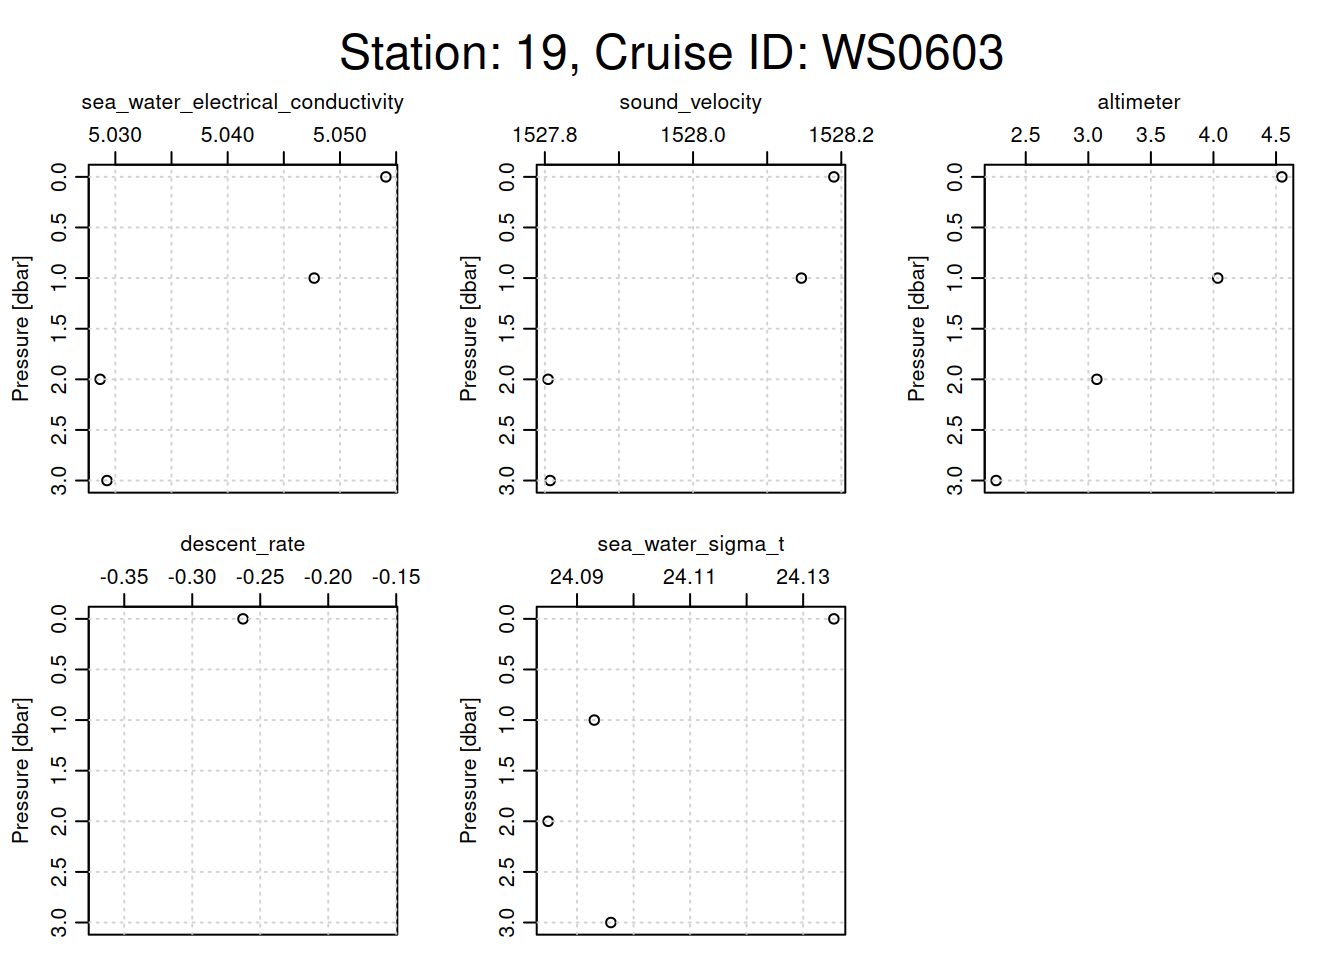 Station: 19, Cruise ID: WS0603
sea_water_electrical_conductivity
5.030 5.040 5.050
Pressure [dbar]
0.0 0.5 1.0 1.5 2.0 2.5 3.0
sound_velocity
1527.8 1528.0 1528.2
Pressure [dbar]
0.0 0.5 1.0 1.5 2.0 2.5 3.0
altimeter
2.5 3.0 3.5 4.0 4.5
Pressure [dbar]
0.0 0.5 1.0 1.5 2.0 2.5 3.0
descent_rate
-0.35 -0.30 -0.25 -0.20 -0.15
Pressure [dbar]
0.0 0.5 1.0 1.5 2.0 2.5 3.0
sea_water_sigma_t
24.09 24.11 24.13
Pressure [dbar]
0.0 0.5 1.0 1.5 2.0 2.5 3.0